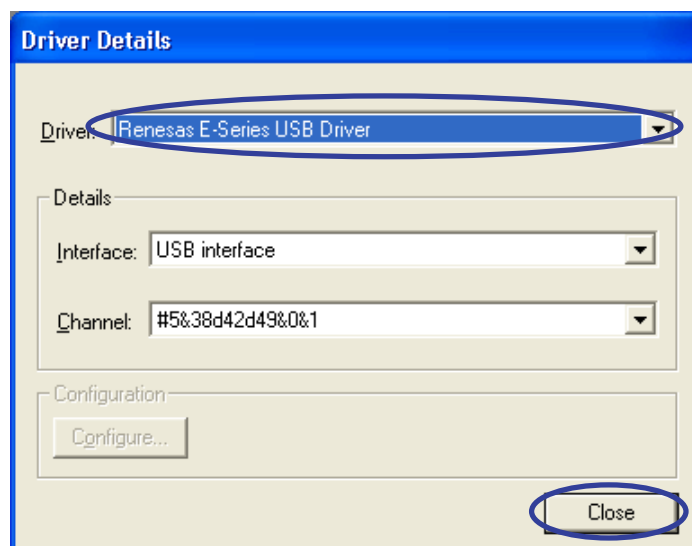 Driver Details
Driver: Renesas E-Series USB Driver
Details
Interface: USB interface
Channel: #5&38d42d49&0&1
Configuration
Configure...
Close